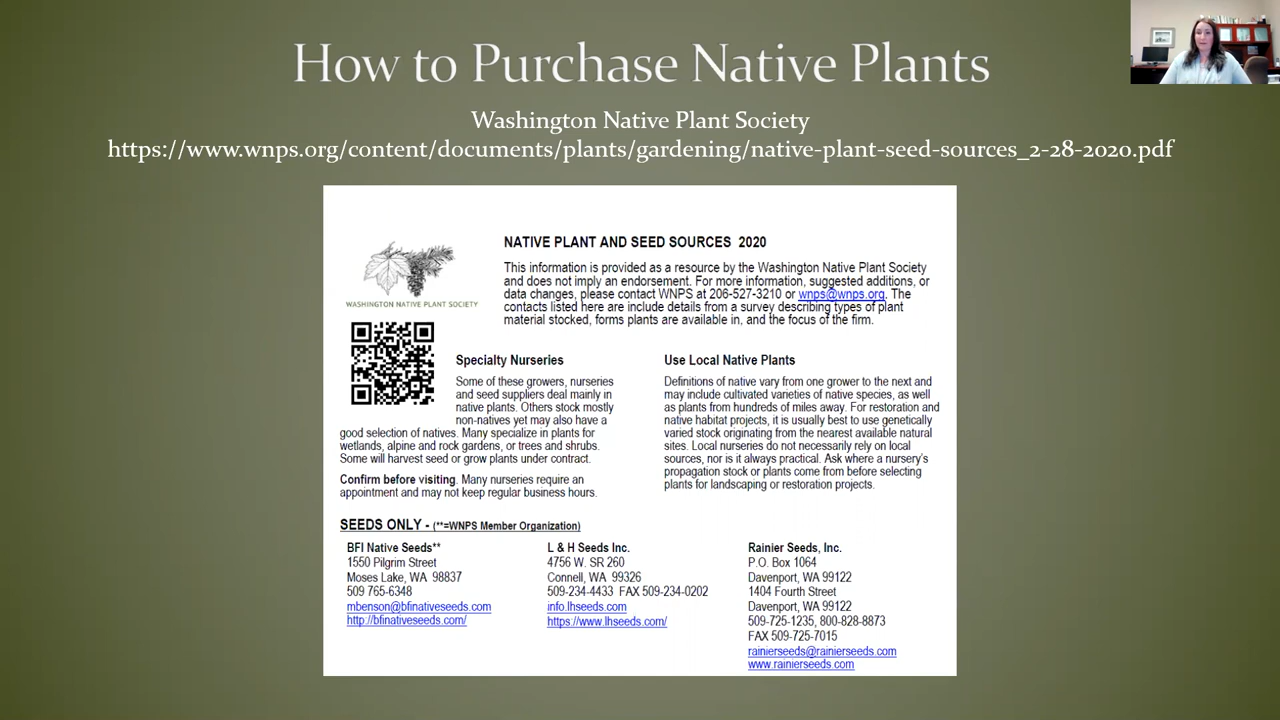 How to Purchase Native Plants
Washington Native Plant Society
https://www.wnps.org/content/documents/plants/gardening/native-plant-seed-sources_2-28-2020.pdf
WASHINGTON NATIVE PLANT SOCIETY
NATIVE PLANT AND SEED SOURCES 2020
This information is provided as a resource by the Washington Native Plant Society
and does not imply an endorsement. For more information, suggested additions, or
data changes, please contact WNPS at 206-527-3210 or wnps@wnps.org. The
contacts listed here are include details from a survey describing types of plant
material stocked, forms plants are available in, and the focus of the firm.
Specialty Nurseries
Some of these growers, nurseries
and seed suppliers deal mainly in
native plants. Others stock mostly
non-natives yet may also have a
good selection of natives. Many specialize in plants for
wetlands, alpine and rock gardens, or trees and shrubs.
Some will harvest seed or grow plants under contract.
Confirm before visiting. Many nurseries require an
appointment and may not keep regular business hours.
Use Local Native Plants
Definitions of native vary from one grower to the next and
may include cultivated varieties of native species, as well
as plants from hundreds of miles away. For restoration and
native habitat projects, it is usually best to use genetically
varied stock originating from the nearest available natural
sites. Local nurseries do not necessarily rely on local
sources, nor is it always practical. Ask where a nursery's
propagation stock or plants come from before selecting
plants for landscaping or restoration projects.
SEEDS ONLY - (**=WNPS Member Organization)
BFI Native Seeds**
1550 Pilgrim Street
Moses Lake, WA 98837
509 765-6348
mbenson@bfinativeseeds.com
http://bfinativeseeds.com/
L & H Seeds Inc.
4756 W. SR 260
Connell, WA 99326
509-234-4433 FAX 509-234-0202
info.lhseeds.com
https://www.lhseeds.com/
Rainier Seeds, Inc.
P.O. Box 1064
Davenport, WA 99122
1404 Fourth Street
Davenport, WA 99122
509-725-1235, 800-828-8873
FAX 509-725-7015
rainierseeds@rainierseeds.com
www.rainierseeds.com